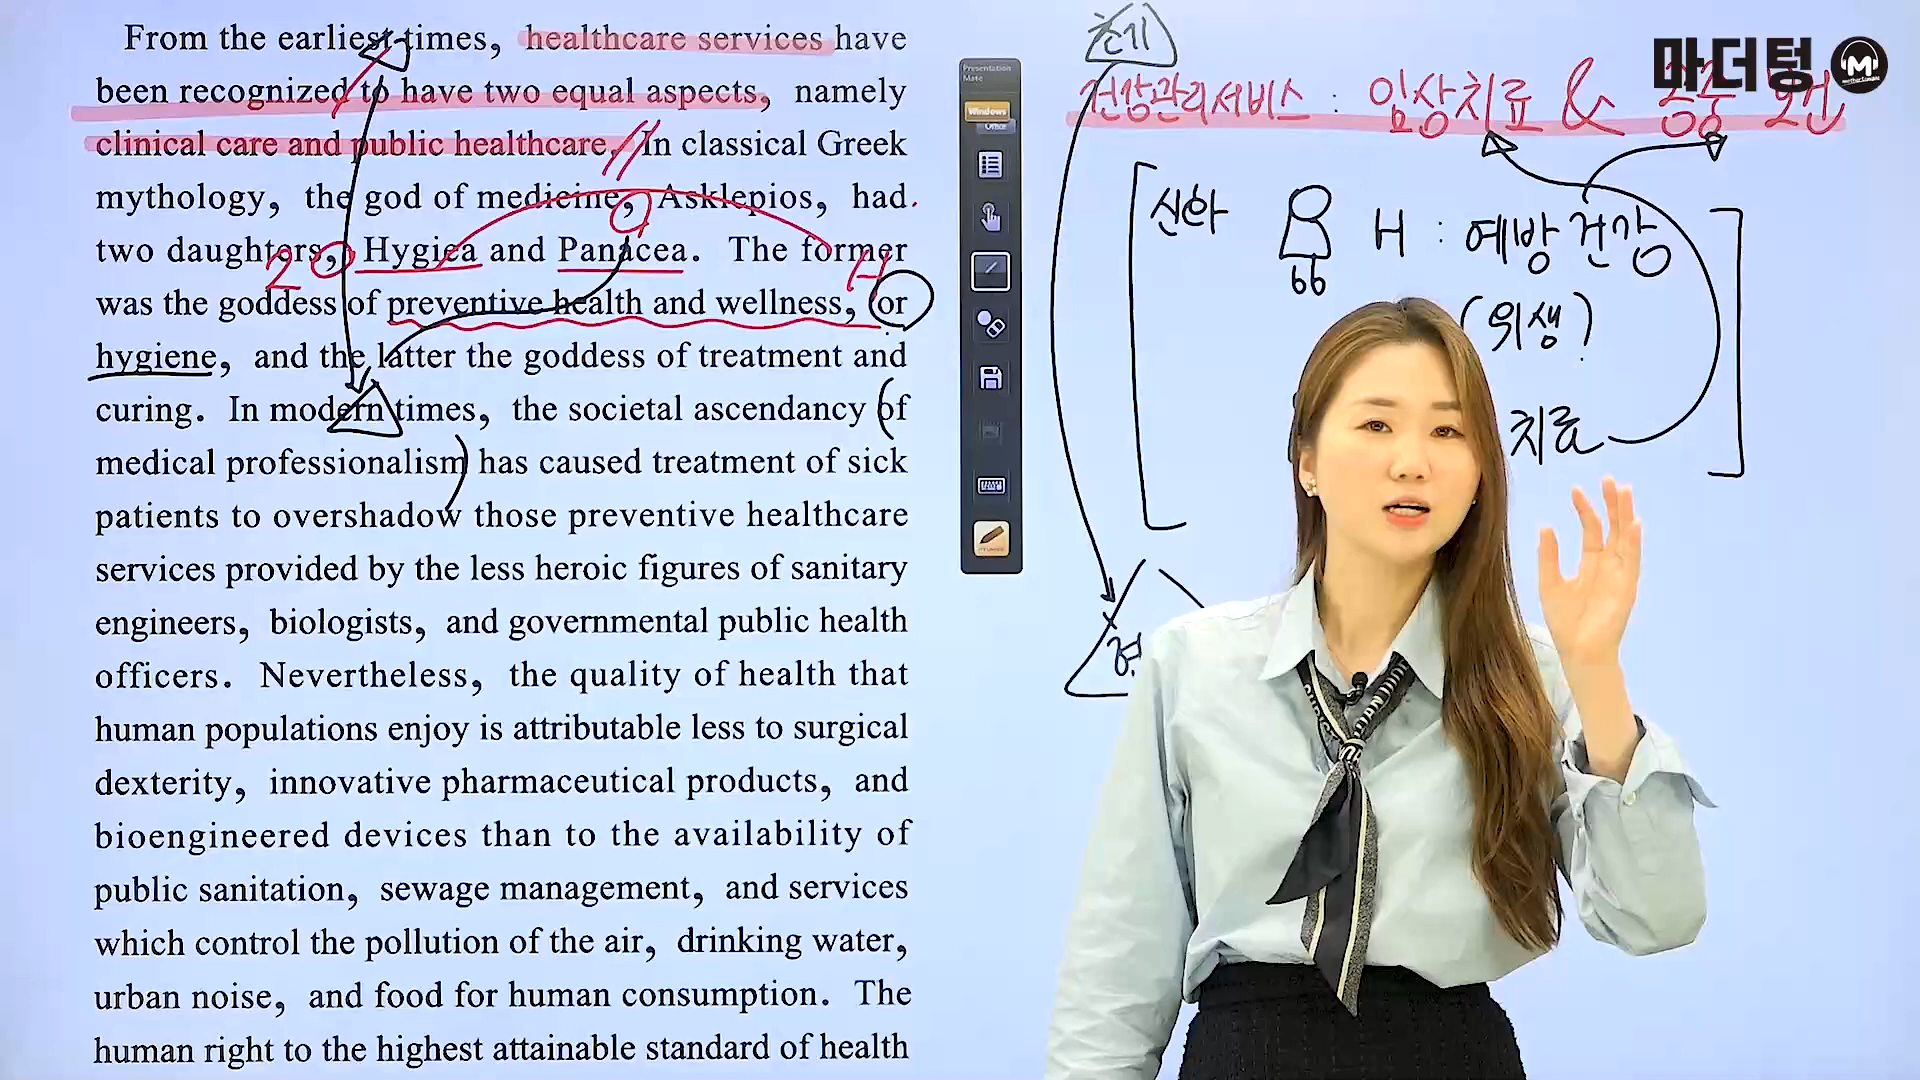 From the earliest times, healthcare services have
been recognized to have two equal aspects, namely
clinical care and public healthcare. In classical Greek
mythology, the god of medicine, Asklepios, had
two daughters, Hygiea and Panacea. The former
was the goddess of preventive health and wellness, or
hygiene, and the latter the goddess of treatment and
curing. In modern times, the societal ascendancy of
medical professionalism has caused treatment of sick
patients to overshadow those preventive healthcare
services provided by the less heroic figures of sanitary
engineers, biologists, and governmental public health
officers. Nevertheless, the quality of health that
human populations enjoy is attributable less to surgical
dexterity, innovative pharmaceutical products, and
bioengineered devices than to the availability of
public sanitation, sewage management, and services
which control the pollution of the air, drinking water,
urban noise, and food for human consumption. The
human right to the highest attainable standard of health
2
H
Presentation
Mate
Windows
Office
초기
마더텅
M
건강관리서비스 : 임상치료 & 공중 보건
신화
H : 예방 건강
(위생)
치료
현